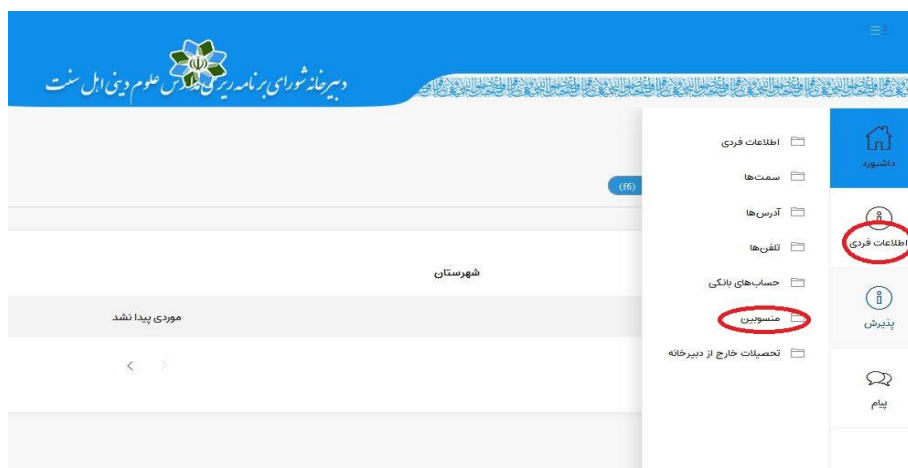 دبیرخانه شورای برنامه ریزی مدارس علوم دینی اهل سنت
داشبورد
اطلاعات فردی
پذیرش
پیام
اطلاعات فردی
سمت‌ها
آدرس‌ها
تلفن‌ها
حساب‌های بانکی
منسوبین
تحصیلات خارج از دبیرخانه
(f6)
شهرستان
موردی پیدا نشد